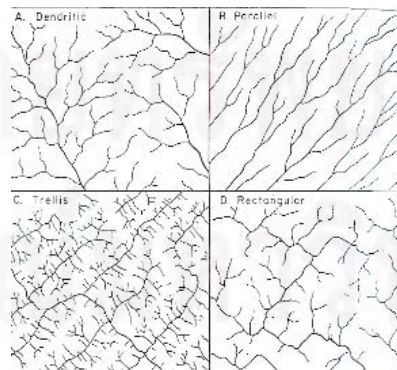 A. Dendritic
B. Parallel
C. Trellis
D. Rectangular